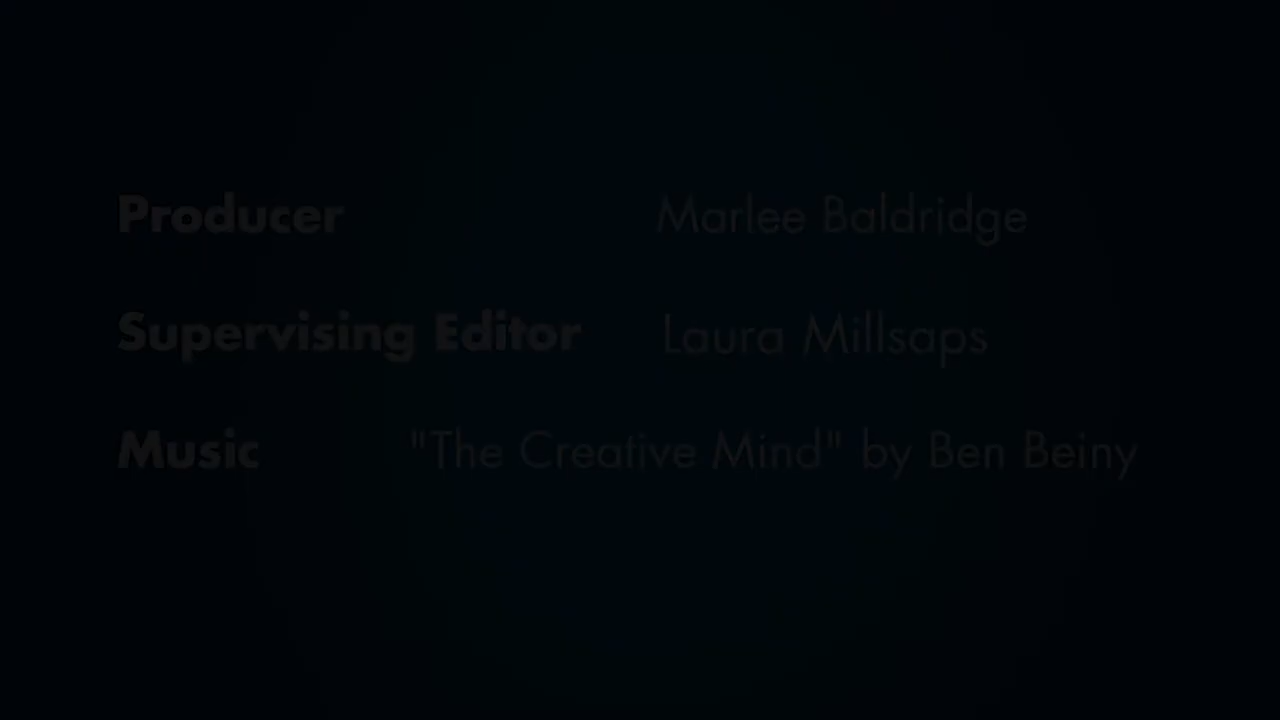 Producer Marlee Baldridge
Supervising Editor Laura Millsaps
Music "The Creative Mind" by Ben Beiny